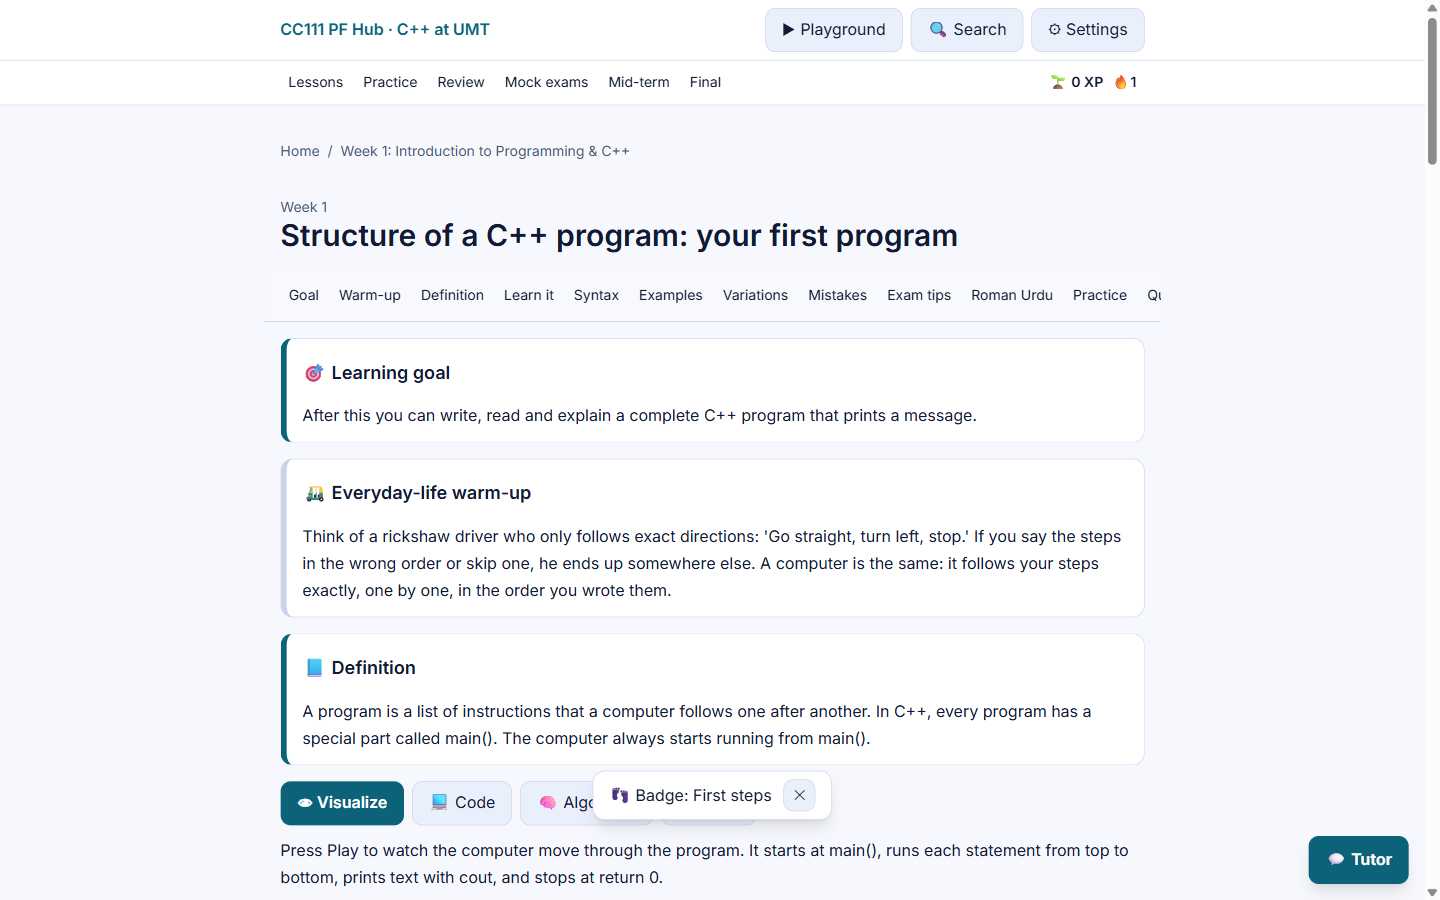 CC111 PF Hub · C++ at UMT
▶ Playground
Search
Settings
Lessons
Practice
Review
Mock exams
Mid-term
Final
0 XP
1
Home / Week 1: Introduction to Programming & C++
Week 1
Structure of a C++ program: your first program
Goal
Warm-up
Definition
Learn it
Syntax
Examples
Variations
Mistakes
Exam tips
Roman Urdu
Practice
Learning goal
After this you can write, read and explain a complete C++ program that prints a message.
Everyday-life warm-up
Think of a rickshaw driver who only follows exact directions: 'Go straight, turn left, stop.' If you say the steps
in the wrong order or skip one, he ends up somewhere else. A computer is the same: it follows your steps
exactly, one by one, in the order you wrote them.
Definition
A program is a list of instructions that a computer follows one after another. In C++, every program has a
special part called main(). The computer always starts running from main().
Visualize
Code
Badge: First steps
Press Play to watch the computer move through the program. It starts at main(), runs each statement from top to
bottom, prints text with cout, and stops at return 0.
Tutor